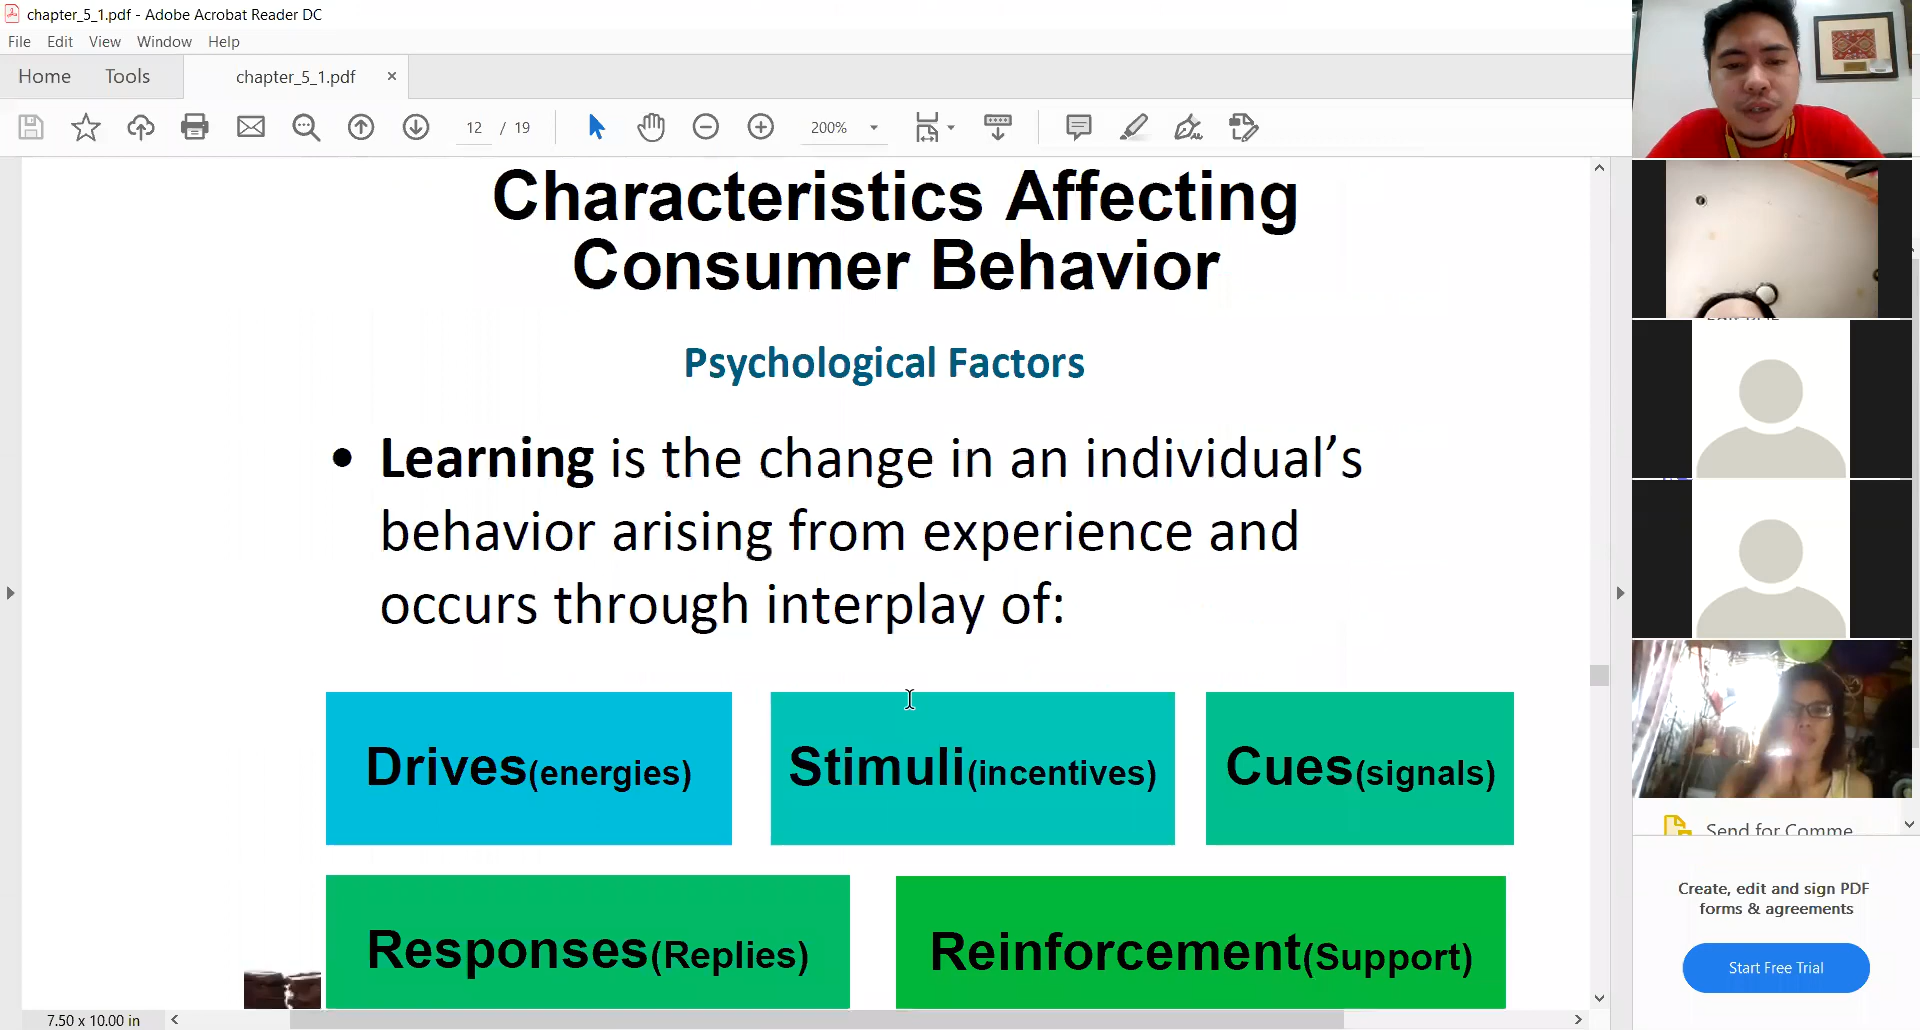 chapter_5_1.pdf - Adobe Acrobat Reader DC
File Edit View Window Help
Home Tools chapter_5_1.pdf ×
12 / 19 200%
Characteristics Affecting
Consumer Behavior
Psychological Factors
• Learning is the change in an individual’s
behavior arising from experience and
occurs through interplay of:
Drives(energies) Stimuli(incentives) Cues(signals)
Responses(Replies) Reinforcement(Support)
Send for Comme
Create, edit and sign PDF
forms & agreements
Start Free Trial
7.50 x 10.00 in